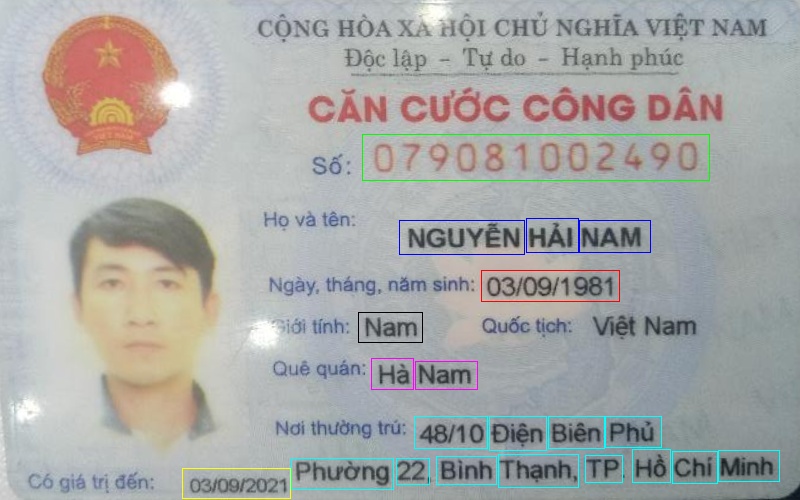 CỘNG HÒA XÃ HỘI CHỦ NGHĨA VIỆT NAM
Độc lập - Tự do - Hạnh phúc
CĂN CƯỚC CÔNG DÂN
Số: 079081002490
Họ và tên: NGUYỄN HẢI NAM
Ngày, tháng, năm sinh: 03/09/1981
Giới tính: Nam Quốc tịch: Việt Nam
Quê quán: Hà Nam
Nơi thường trú: 48/10 Điện Biên Phủ
Phường 22, Bình Thạnh, TP. Hồ Chí Minh
Có giá trị đến: 03/09/2021